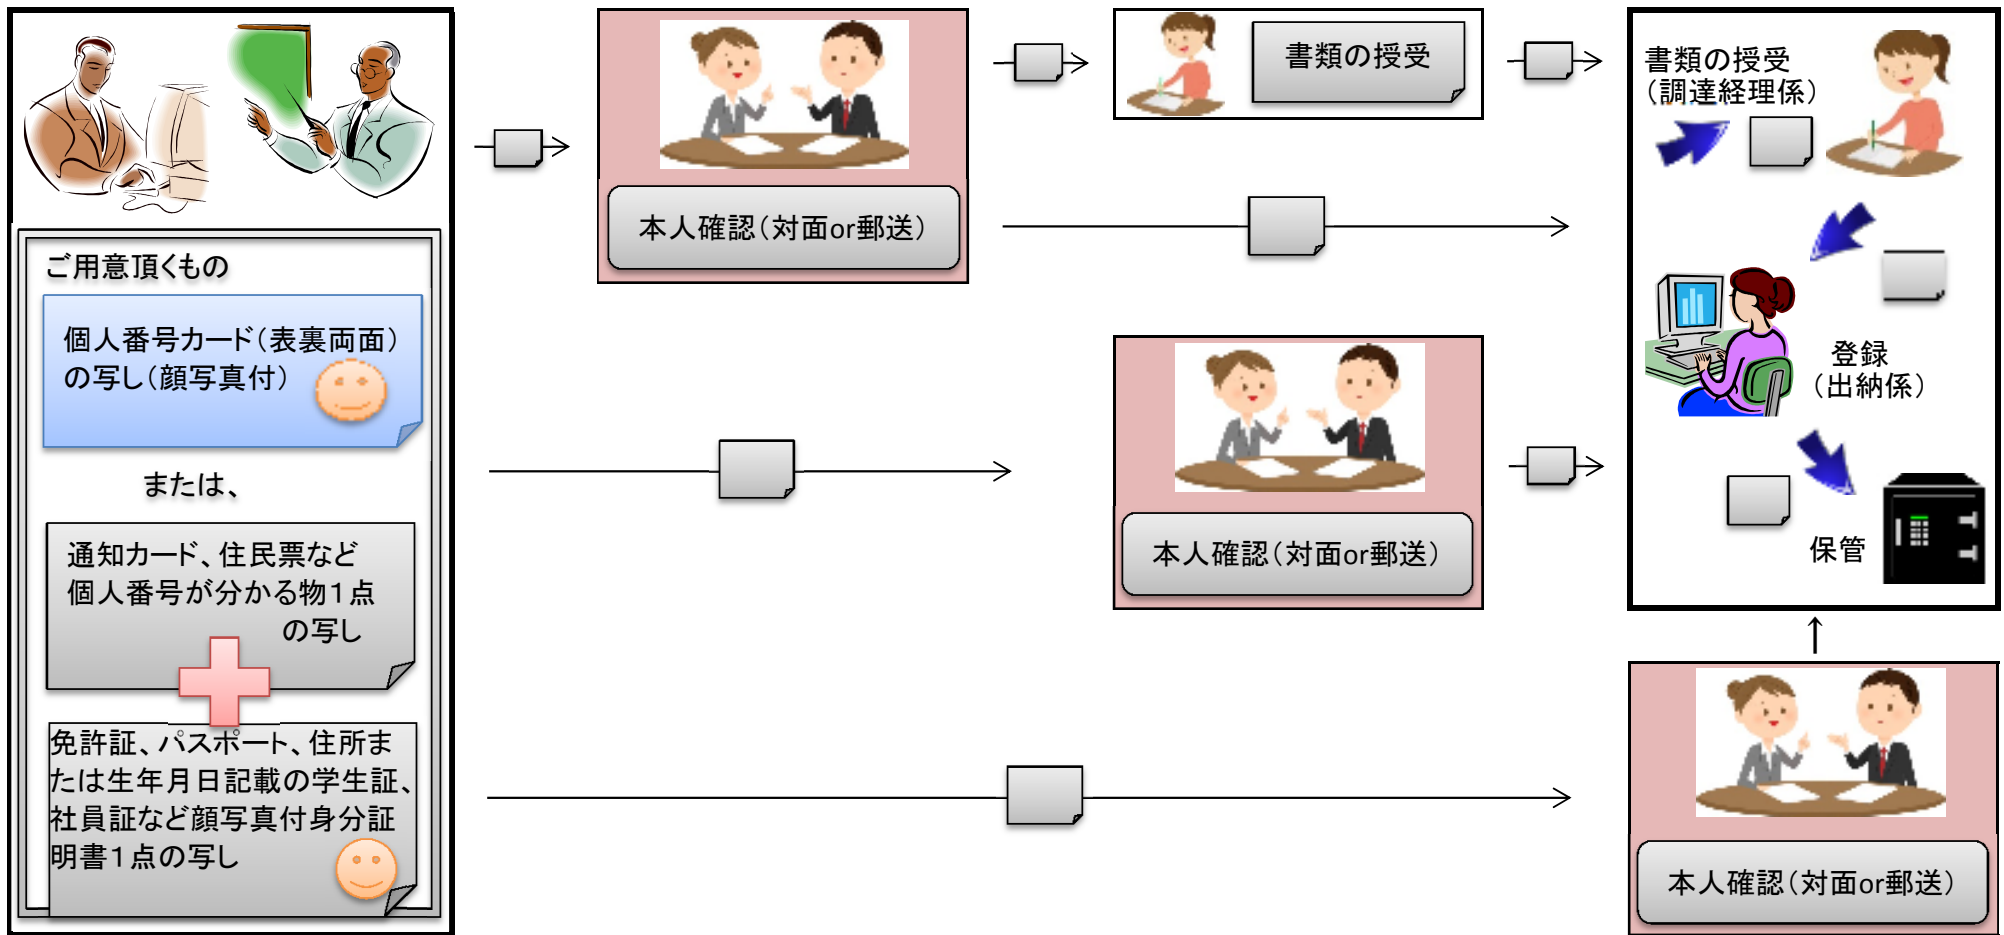 ご用意頂くもの
個人番号カード（表裏両面）
の写し（顔写真付）
または、
通知カード、住民票など
個人番号が分かる物１点
の写し
免許証、パスポート、住所ま
たは生年月日記載の学生証、
社員証など顔写真付身分証
明書１点の写し
本人確認（対面or郵送）
書類の授受
本人確認（対面or郵送）
書類の授受
（調達経理係）
登録
（出納係）
保管
本人確認（対面or郵送）